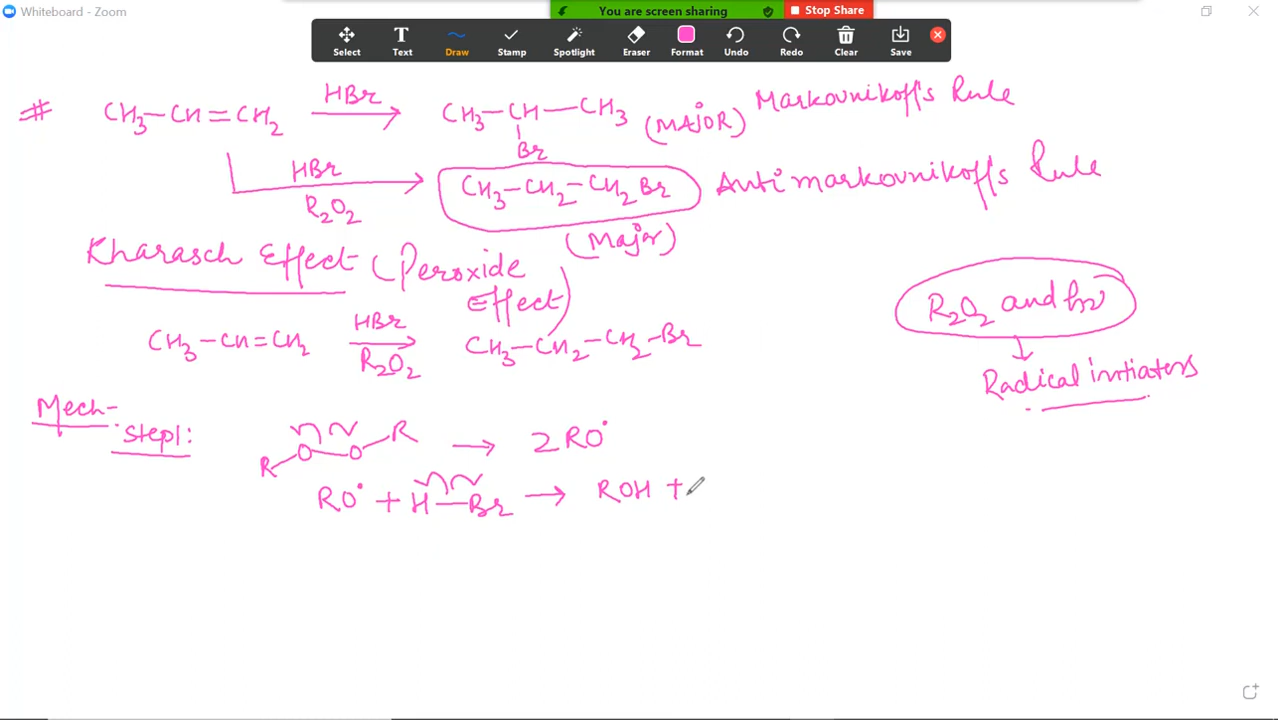 Whiteboard - Zoom
You are screen sharing
Stop Share
Select Text Draw Stamp Spotlight Eraser Format Undo Redo Clear Save
# CH₃-CH=CH₂ HBr → CH₃-CH-CH₃ (MAJOR) Markovnikoff's Rule
Br
HBr
R₂O₂ → CH₃-CH₂-CH₂Br Antimarkovnikoff's Rule
(Major)
Kharasch Effect (Peroxide
Effect)
R₂O₂ and hν
CH₃-CH=CH₂ HBr → CH₃-CH₂-CH₂-Br
R₂O₂
Radical initiaters
Mech-
Step1: R-O-O-R → 2RO•
RO• + H-Br → ROH +